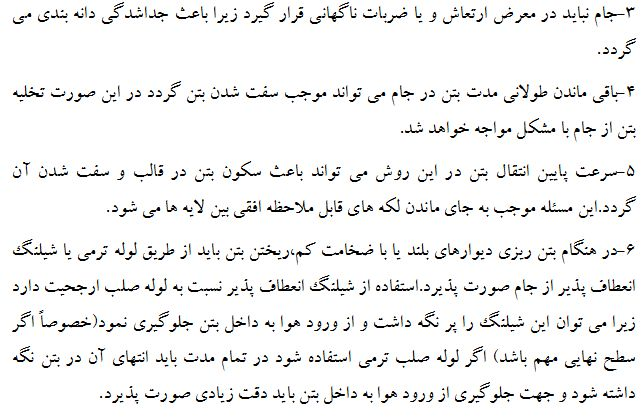 ۳-جام نباید در معرض ارتعاش و یا ضربات ناگهانی قرار گیرد زیرا باعث جداشدگی دانه بندی می
گردد.
۴-باقی ماندن طولانی مدت بتن در جام می تواند موجب سفت شدن بتن گردد در این صورت تخلیه
بتن از جام با مشکل مواجه خواهد شد.
۵-سرعت پایین انتقال بتن در این روش می تواند باعث سکون بتن در قالب و سفت شدن آن
گردد.این مسئله موجب به جای ماندن لکه های قابل ملاحظه افقی بین لایه ها می شود.
۶-در هنگام بتن ریزی دیوارهای بلند یا با ضخامت کم،ریختن بتن باید از طریق لوله ترمی یا شیلنگ
انعطاف پذیر از جام صورت پذیرد.استفاده از شیلنگ انعطاف پذیر نسبت به لوله صلب ارجحیت دارد
زیرا می توان این شیلنگ را پر نگه داشت و از ورود هوا به داخل بتن جلوگیری نمود(خصوصاً اگر
سطح نهایی مهم باشد) اگر لوله صلب ترمی استفاده شود در تمام مدت باید انتهای آن در بتن نگه
داشته شود و جهت جلوگیری از ورود هوا به داخل بتن باید دقت زیادی صورت پذیرد.